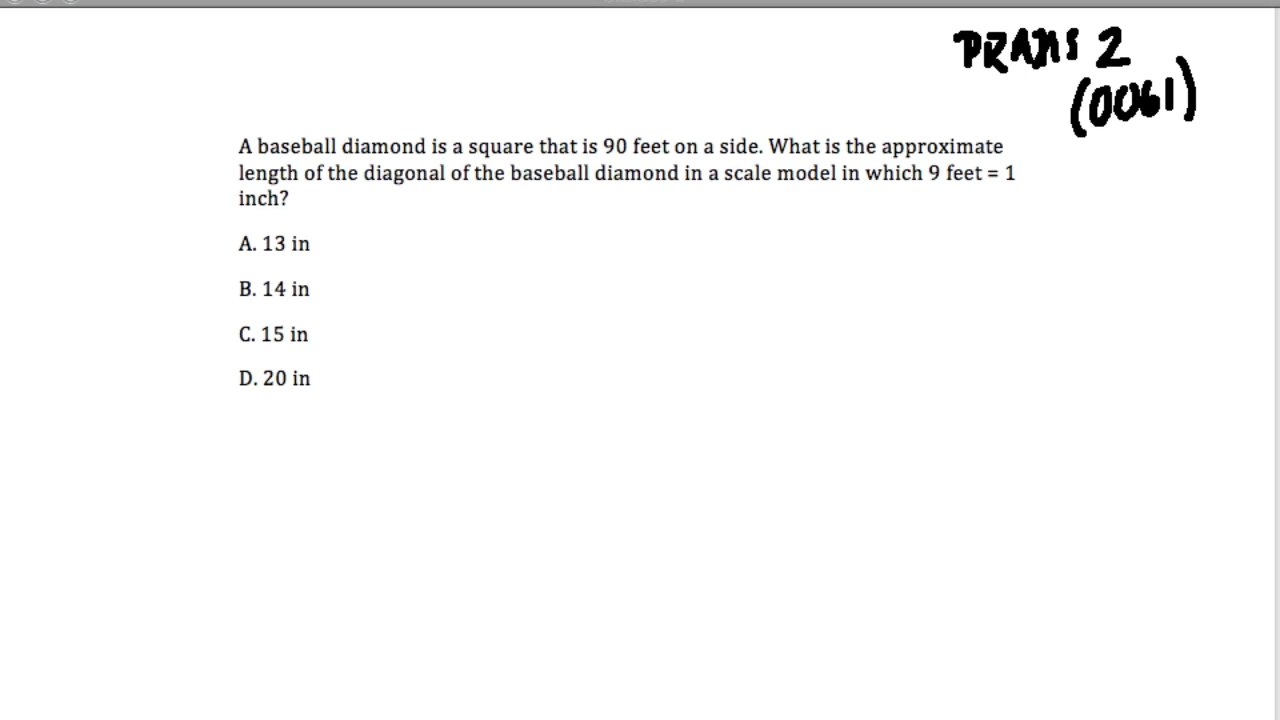 PRAXIS 2
(0061)
A baseball diamond is a square that is 90 feet on a side. What is the approximate
length of the diagonal of the baseball diamond in a scale model in which 9 feet = 1
inch?
A. 13 in
B. 14 in
C. 15 in
D. 20 in